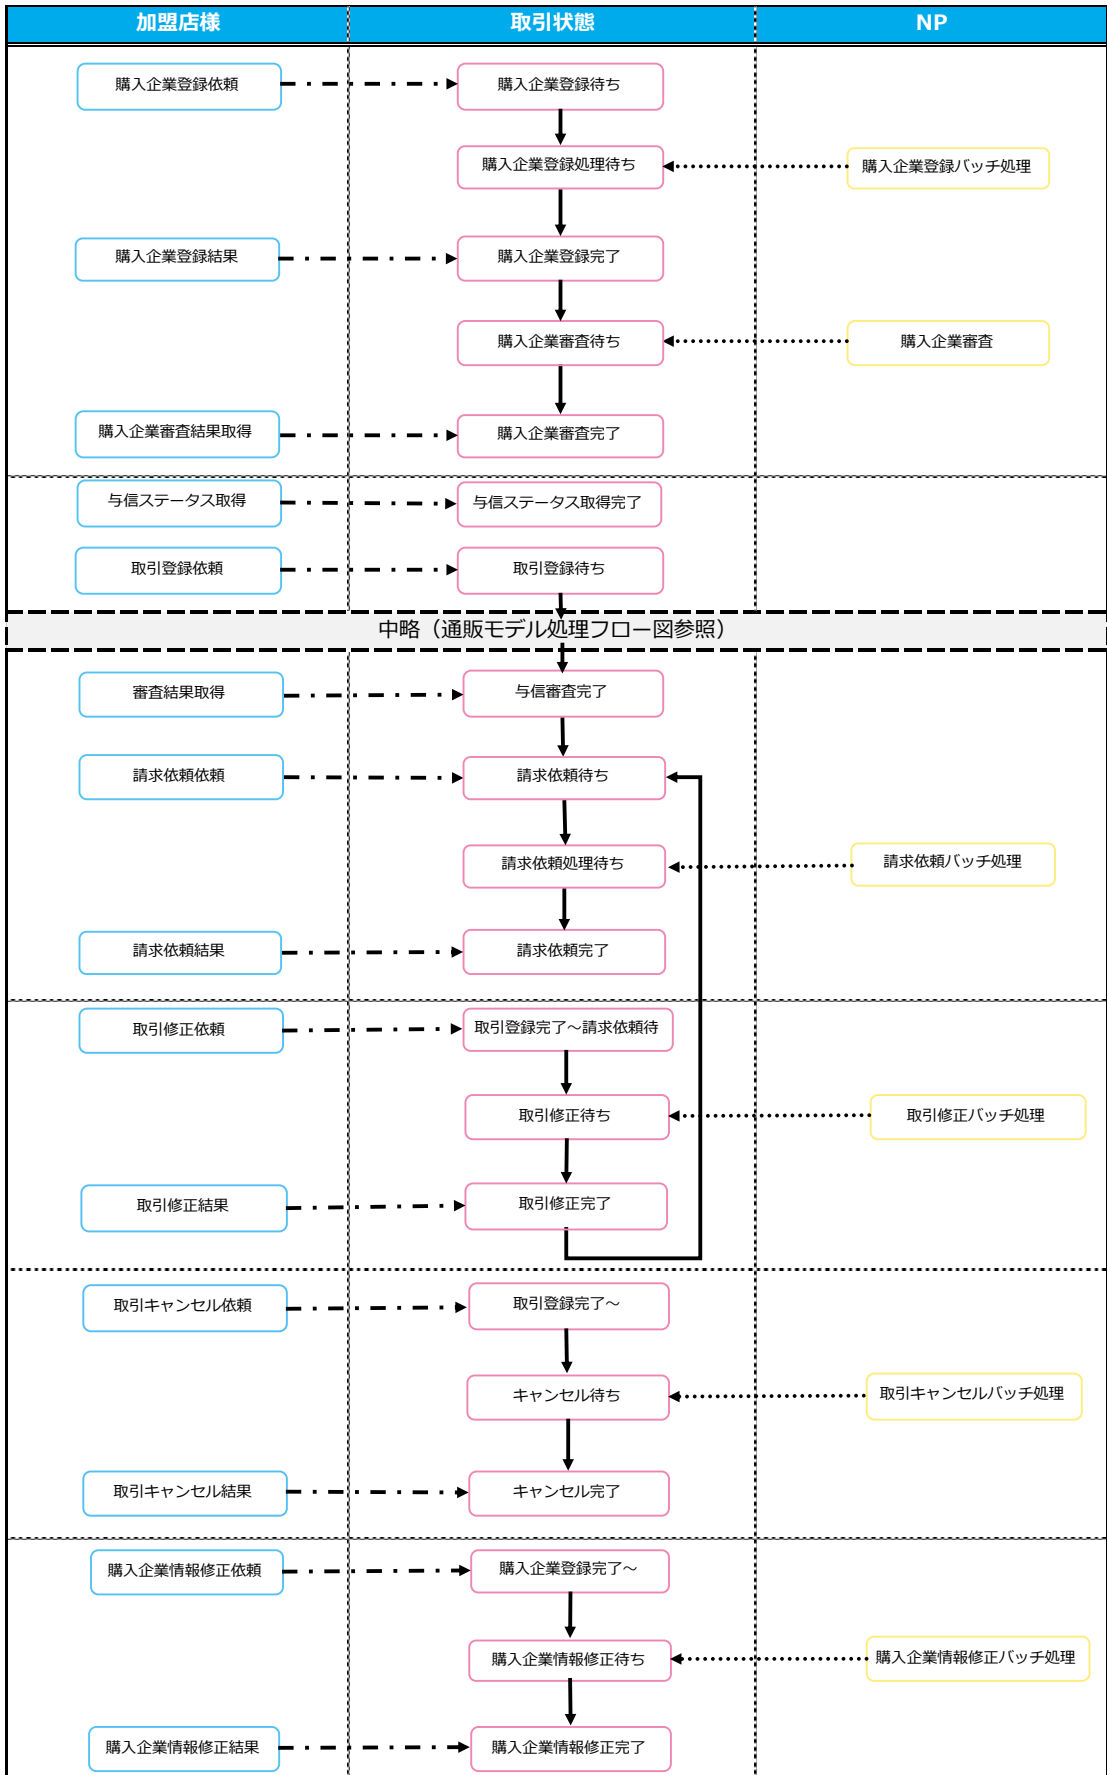 加盟店様 取引状態 NP
購入企業登録依頼 購入企業登録待ち
購入企業登録処理待ち 購入企業登録バッチ処理
購入企業登録結果 購入企業登録完了
購入企業審査待ち 購入企業審査
購入企業審査結果取得 購入企業審査完了
与信ステータス取得 与信ステータス取得完了
取引登録依頼 取引登録待ち
中略（通販モデル処理フロー図参照）
審査結果取得 与信審査完了
請求依頼依頼 請求依頼待ち
請求依頼処理待ち 請求依頼バッチ処理
請求依頼結果 請求依頼完了
取引修正依頼 取引登録完了～請求依頼待
取引修正待ち 取引修正バッチ処理
取引修正結果 取引修正完了
取引キャンセル依頼 取引登録完了～
キャンセル待ち 取引キャンセルバッチ処理
取引キャンセル結果 キャンセル完了
購入企業情報修正依頼 購入企業登録完了～
購入企業情報修正待ち 購入企業情報修正バッチ処理
購入企業情報修正結果 購入企業情報修正完了